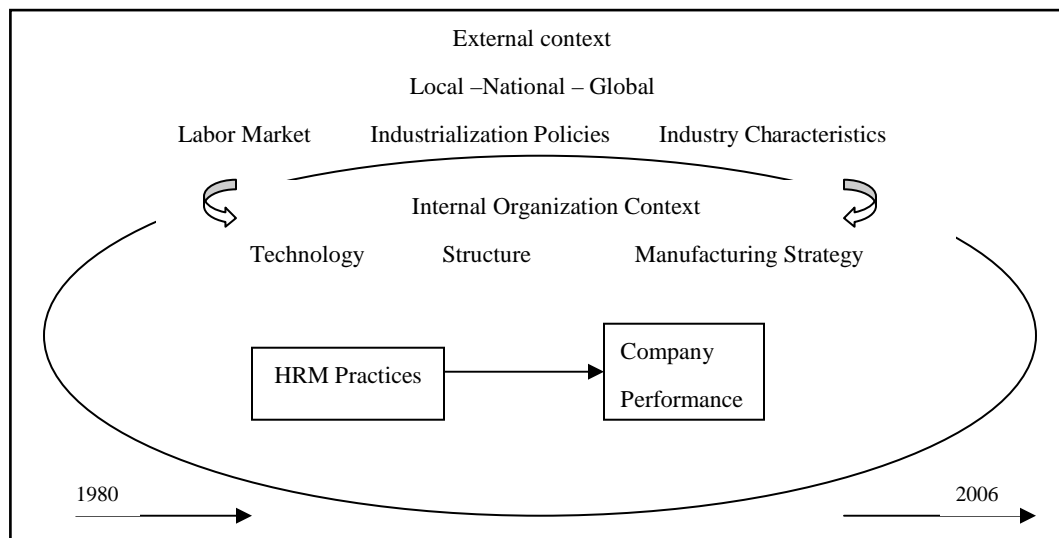 External context
Local –National – Global
Labor Market Industrialization Policies Industry Characteristics
Internal Organization Context
Technology Structure Manufacturing Strategy
HRM Practices
Company
Performance
1980 2006